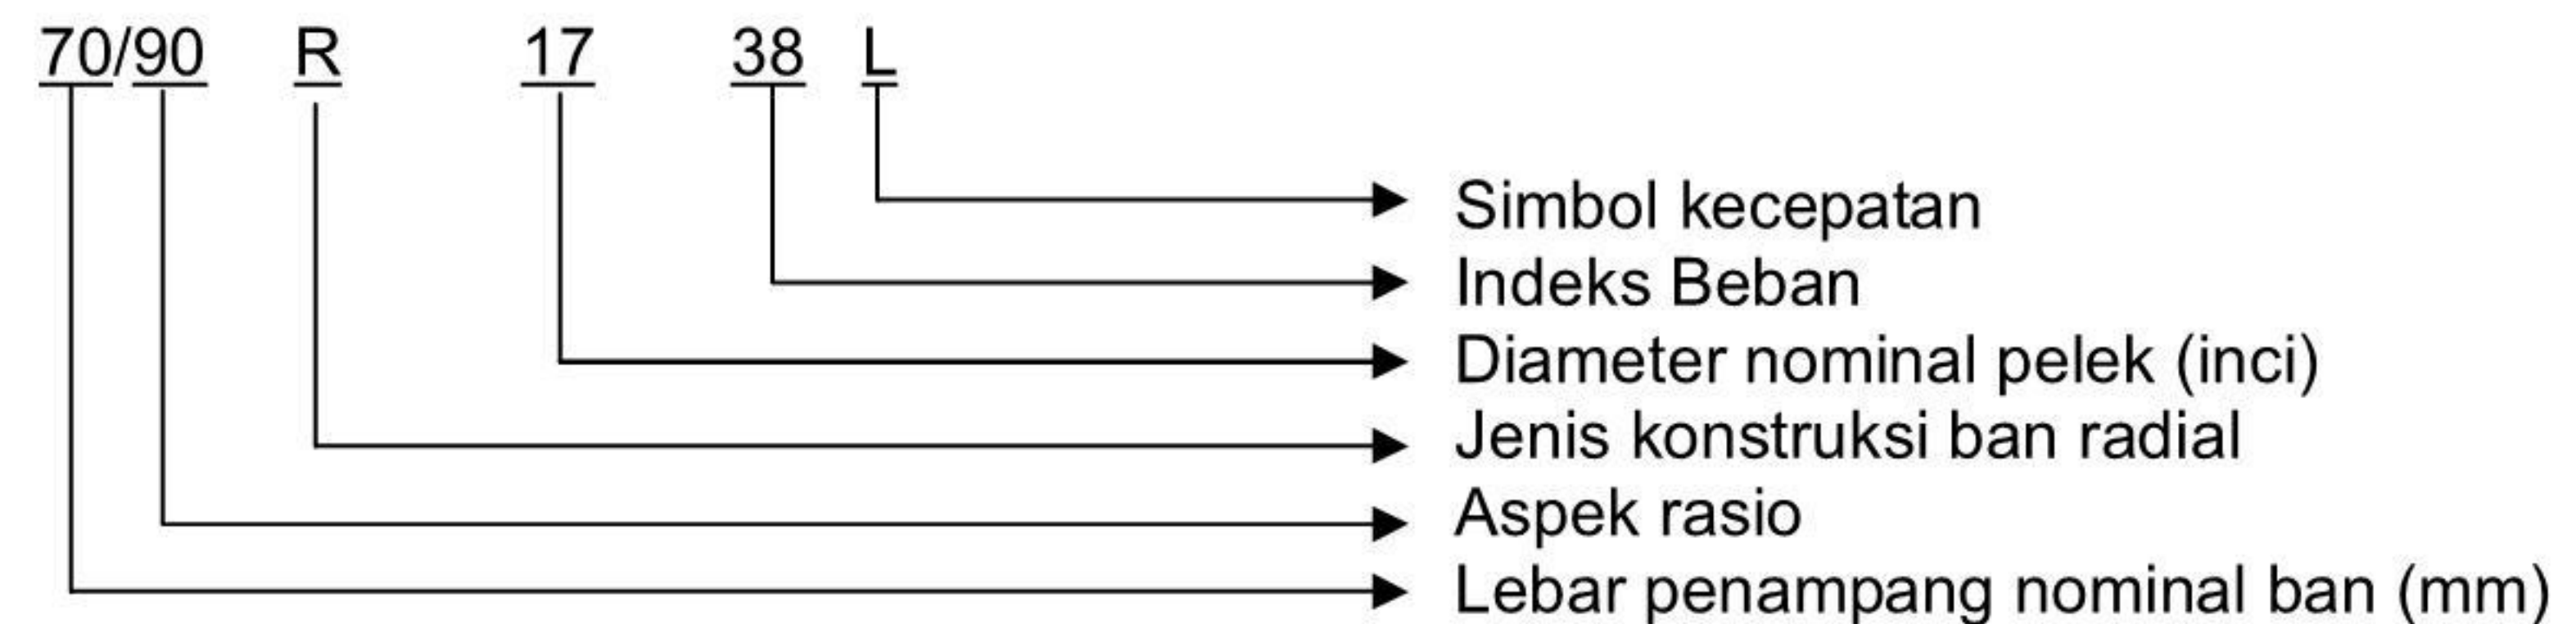 70/90 R 17 38 L
Simbol kecepatan
Indeks Beban
Diameter nominal pelek (inci)
Jenis konstruksi ban radial
Aspek rasio
Lebar penampang nominal ban (mm)